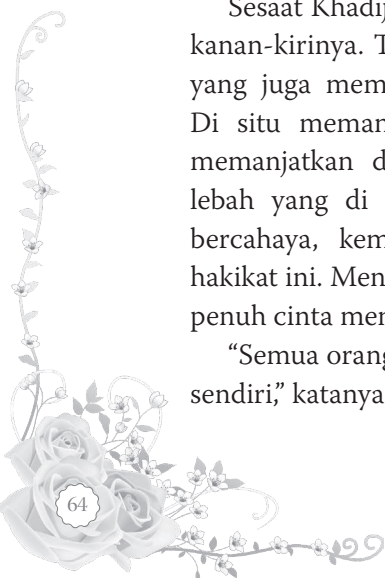 Sesaat Khadij
kanan-kirinya. T
yang juga mem
Di situ meman
memanjatkan d
lebah yang di
bercahaya, kem
hakikat ini. Men
penuh cinta mer
“Semua orang
sendiri,” katanya
64